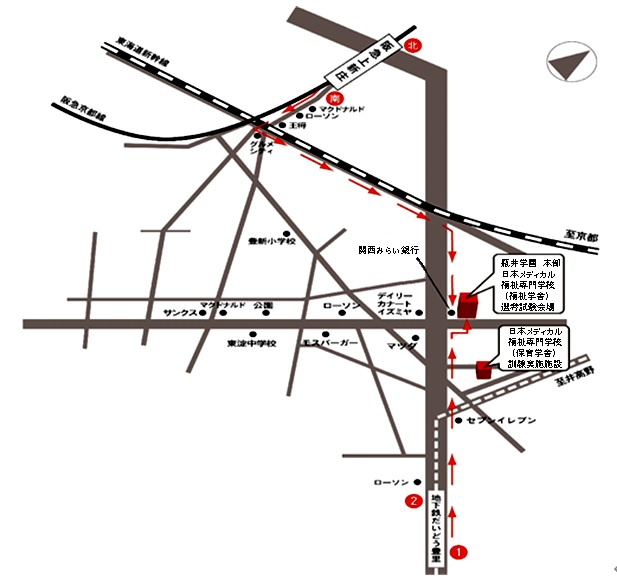 東海道新幹線
阪急上新庄
北
阪急京都線
南
マクドナルド
ローソン
王将
グルメ
シティ
至京都
豊新小学校
関西みらい銀行
瓶井学園 本部
日本メディカル
福祉専門学校
(福祉学舎)
選考試験会場
サンクス
マクドナルド
公園
ローソン
デイリー
カナート
イズミヤ
東淀中学校
モスバーガー
マツダ
日本メディカル
福祉専門学校
(保育学舎)
訓練実施施設
至井高野
セブンイレブン
ローソン
2
地下鉄だいどう豊里
1